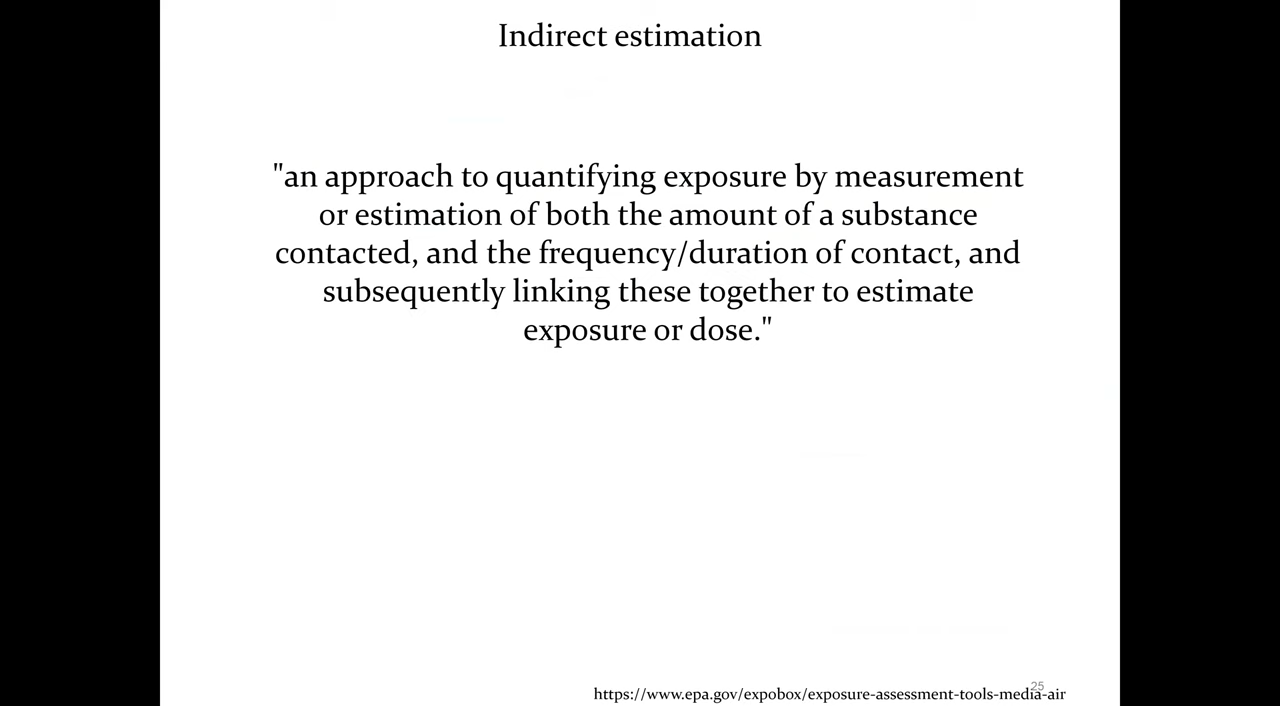 Indirect estimation
"an approach to quantifying exposure by measurement
or estimation of both the amount of a substance
contacted, and the frequency/duration of contact, and
subsequently linking these together to estimate
exposure or dose."
25
https://www.epa.gov/expobox/exposure-assessment-tools-media-air